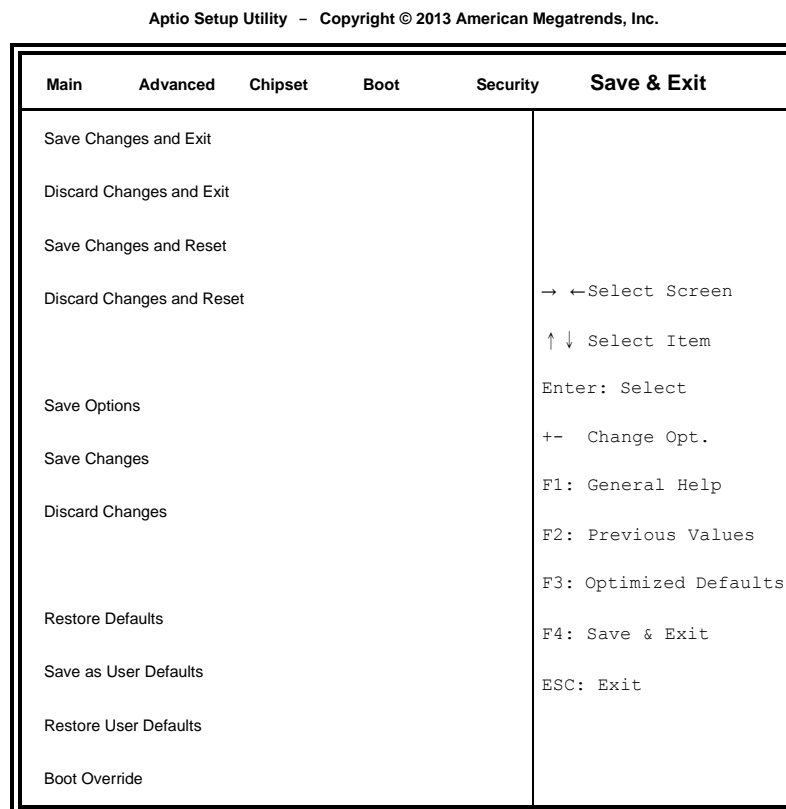 Aptio Setup Utility – Copyright © 2013 American Megatrends, Inc.
Main Advanced Chipset Boot Security Save & Exit
Save Changes and Exit
Discard Changes and Exit
Save Changes and Reset
Discard Changes and Reset
Save Options
Save Changes
Discard Changes
Restore Defaults
Save as User Defaults
Restore User Defaults
Boot Override
→ ←Select Screen
↑↓ Select Item
Enter: Select
+- Change Opt.
F1: General Help
F2: Previous Values
F3: Optimized Defaults
F4: Save & Exit
ESC: Exit